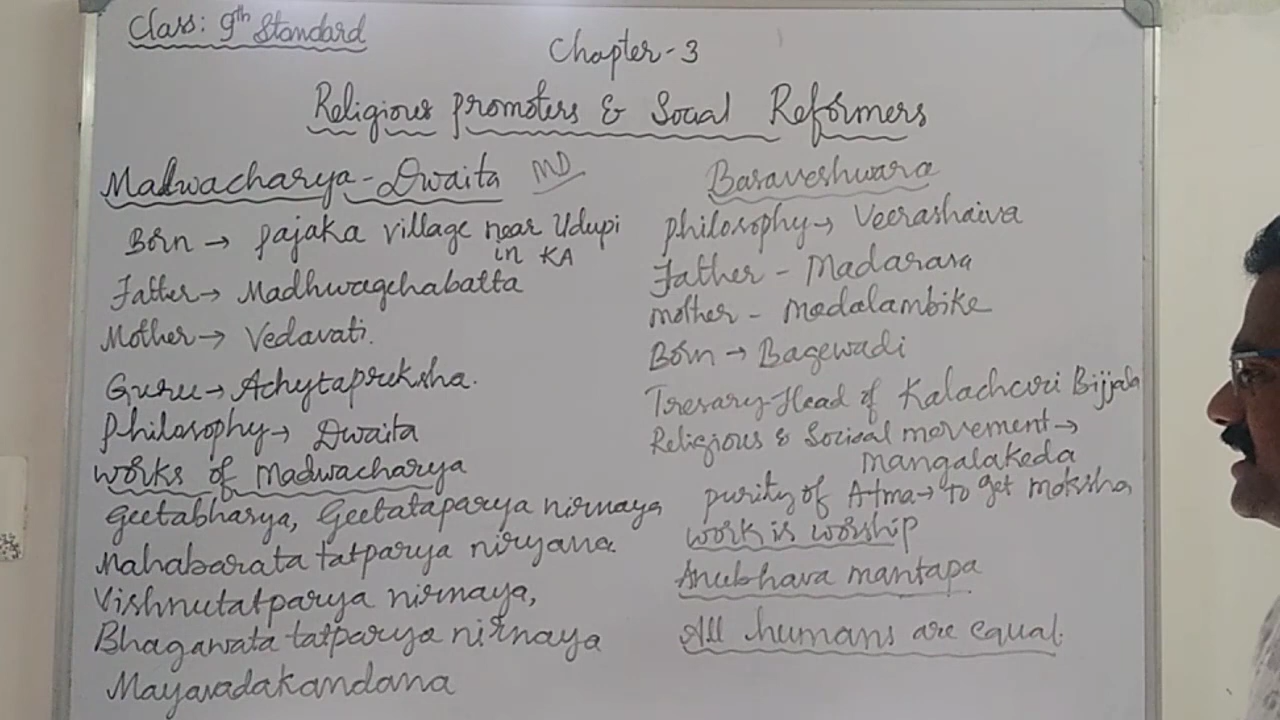 Class: 9th Standard
Chapter-3
Religious promoters & Social Reformers
Madwacharya-Dwaita MD
Born → pajaka village near Udupi
in KA
Father → Madhwagehabatta
Mother → Vedavati.
Guru → Achytapreksha.
Philosophy → Dwaita
works of Madwacharya
Geetabhasya, Geetataparya nirnaya
Mahabarata tatparya niryana.
Vishnutatparya nirnaya,
Bhagawata tatparya nirnaya
Mayavadakandana
Basaveshwara
Philosophy → Veerashaiva
Father - Madarasa
mother - madalambike
Born → Bagewadi
Tresary-Head of Kalachuri Bijjala
Religious & Socioal movement →
Mangalakeda
purity of Atma → to get moksha
work is worship
Anubhava mantapa
All humans are equal.